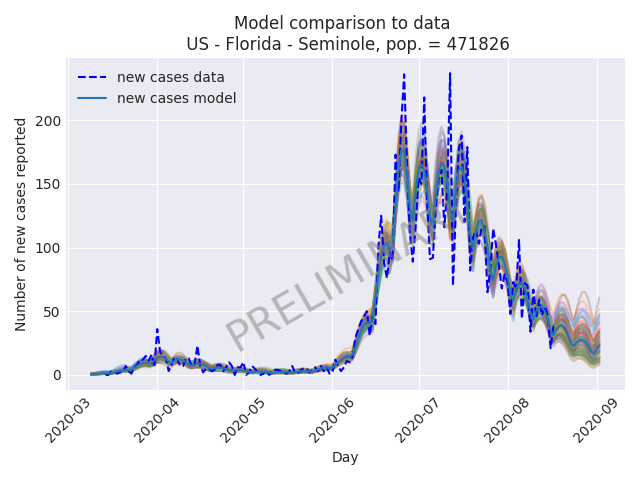 Model comparison to data
US - Florida - Seminole, pop. = 471826
new cases data
new cases model
Number of new cases reported
200
150
100
50
0
PRELIMINARY
2020-03
2020-04
2020-05
2020-06
2020-07
2020-08
2020-09
Day